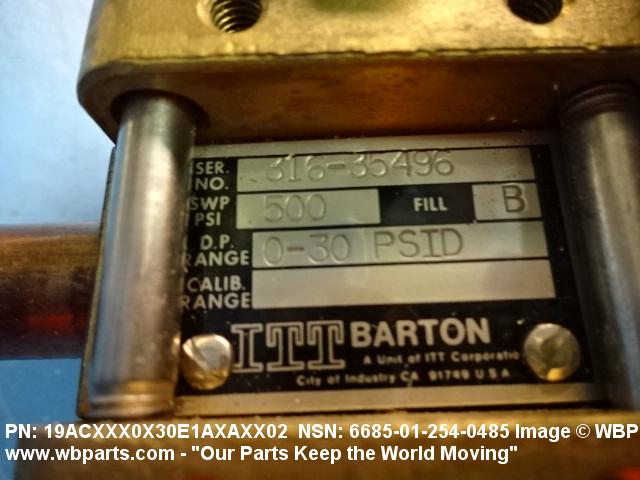 SER. NO. 316-35496
SWP PSI 500 FILL B
D.P. RANGE 0-30 PSID
CALIB. RANGE
ITT BARTON
A Unit of ITT Corporatio
City of Industry CA 91749 U.S.A
PN: 19ACXXX0X30E1AXAXX02 NSN: 6685-01-254-0485 Image © WBP
www.wbparts.com - "Our Parts Keep the World Moving"